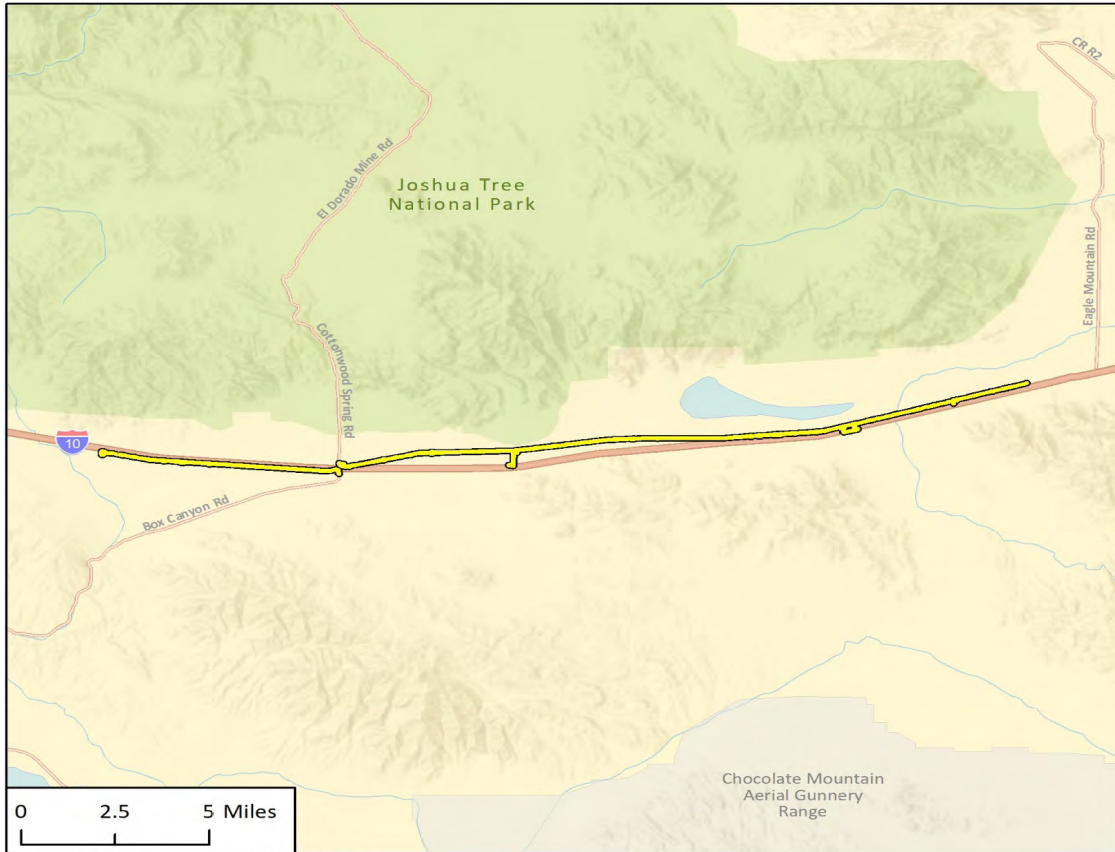 CR R2
El Dorado Mine Rd
Joshua Tree
National Park
Eagle Mountain Rd
Cottonwood Spring Rd
10
Box Canyon Rd
Chocolate Mountain
Aerial Gunnery
Range
0 2.5 5 Miles